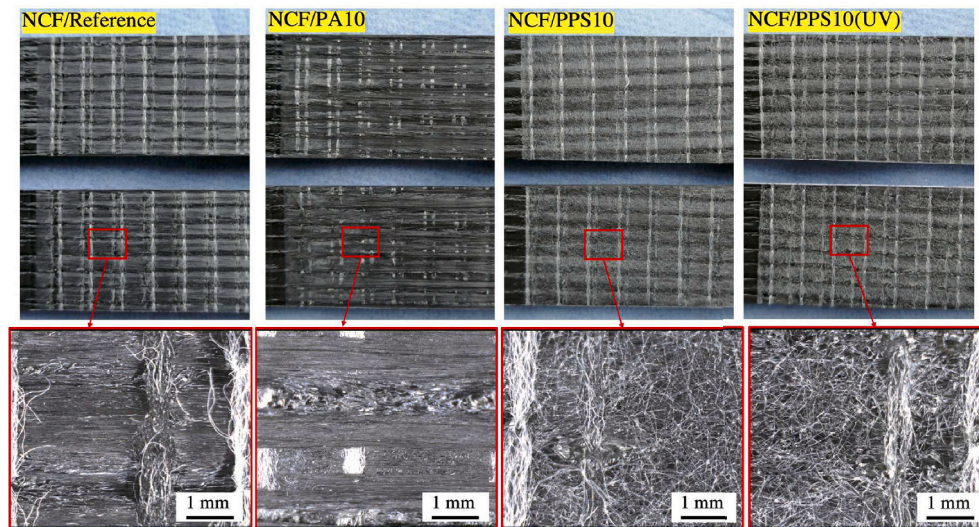 NCF/Reference
NCF/PA10
NCF/PPS10
NCF/PPS10(UV)
1 mm
1 mm
1 mm
1 mm